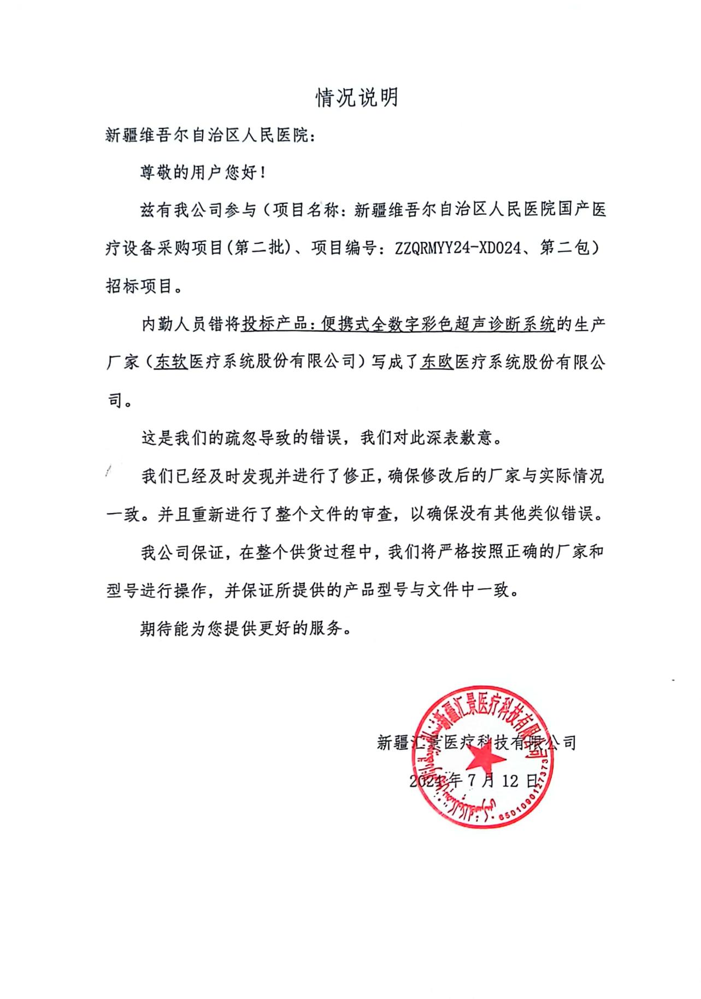 情况说明
新疆维吾尔自治区人民医院：
尊敬的用户您好！
兹有我公司参与（项目名称：新疆维吾尔自治区人民医院国产医
疗设备采购项目(第二批)、项目编号：ZZQRMYY24-XD024、第二包）
招标项目。
内勤人员错将投标产品：便携式全数字彩色超声诊断系统的生产
厂家（东软医疗系统股份有限公司）写成了东欧医疗系统股份有限公
司。
这是我们的疏忽导致的错误，我们对此深表歉意。
我们已经及时发现并进行了修正，确保修改后的厂家与实际情况
一致。并且重新进行了整个文件的审查，以确保没有其他类似错误。
我公司保证，在整个供货过程中，我们将严格按照正确的厂家和
型号进行操作，并保证所提供的产品型号与文件中一致。
期待能为您提供更好的服务。
新疆汇景医疗科技有限公司
新疆汇景医疗科技有限公司
2024年7月12日
6501090127373